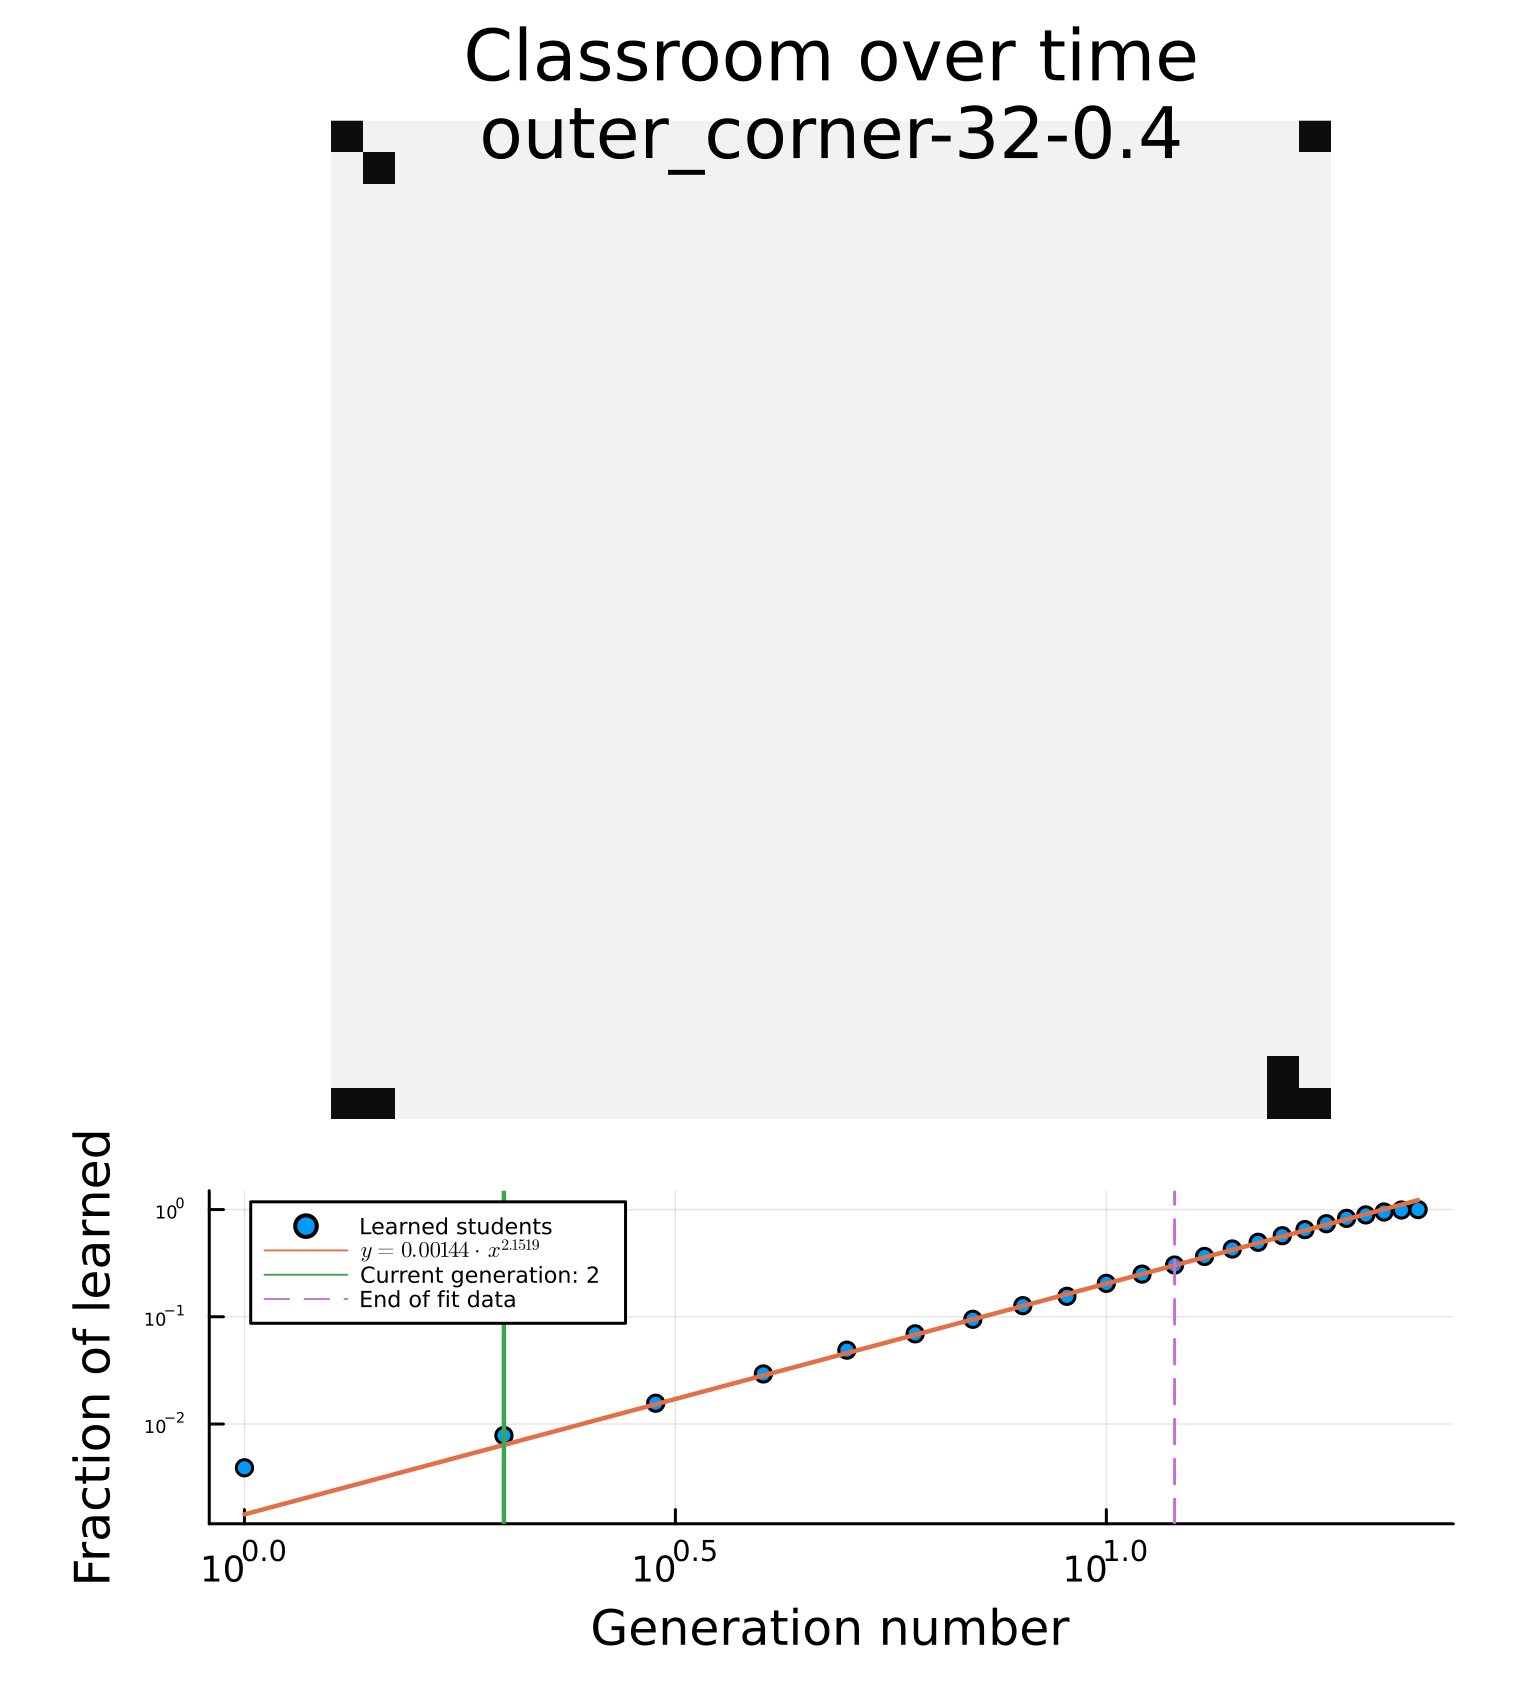 Classroom over time
outer_corner-32-0.4
Fraction of learned
10^0
10^−1
10^−2
Learned students
y = 0.00144 · x^2.1519
Current generation: 2
End of fit data
10^0.0
10^0.5
10^1.0
Generation number